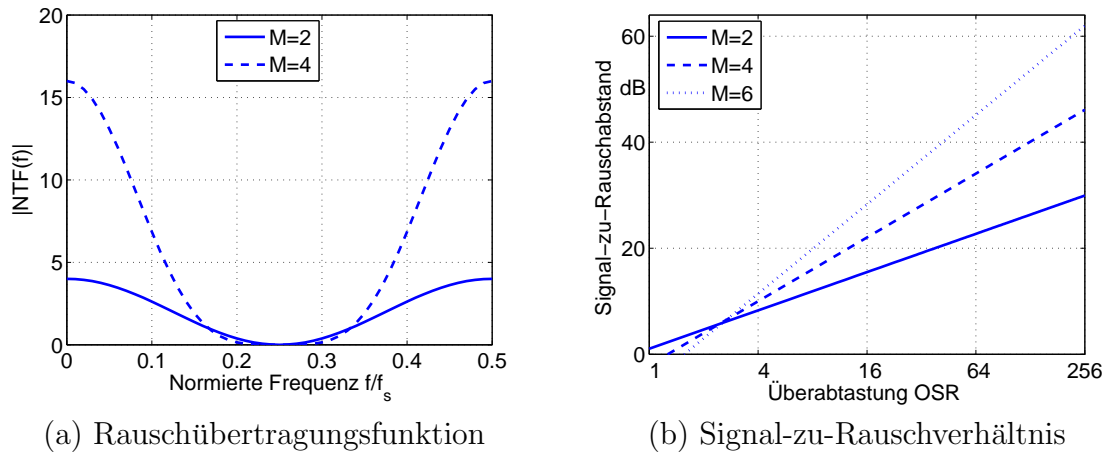 20
15
10
5
0
|NTF(f)|
M=2
M=4
0 0.1 0.2 0.3 0.4 0.5
Normierte Frequenz f/fs
(a) Rauschübertragungsfunktion
60
dB
40
20
0
Signal−zu−Rauschabstand
M=2
M=4
M=6
1 4 16 64 256
Überabtastung OSR
(b) Signal-zu-Rauschverhältnis